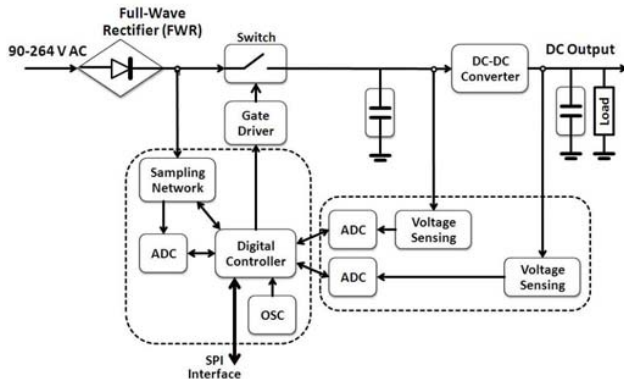 Full-Wave
Rectifier (FWR)
90-264 V AC
Switch
DC-DC
Converter
DC Output
Gate
Driver
Load
Sampling
Network
ADC
Digital
Controller
ADC
Voltage
Sensing
ADC
Voltage
Sensing
OSC
SPI
Interface